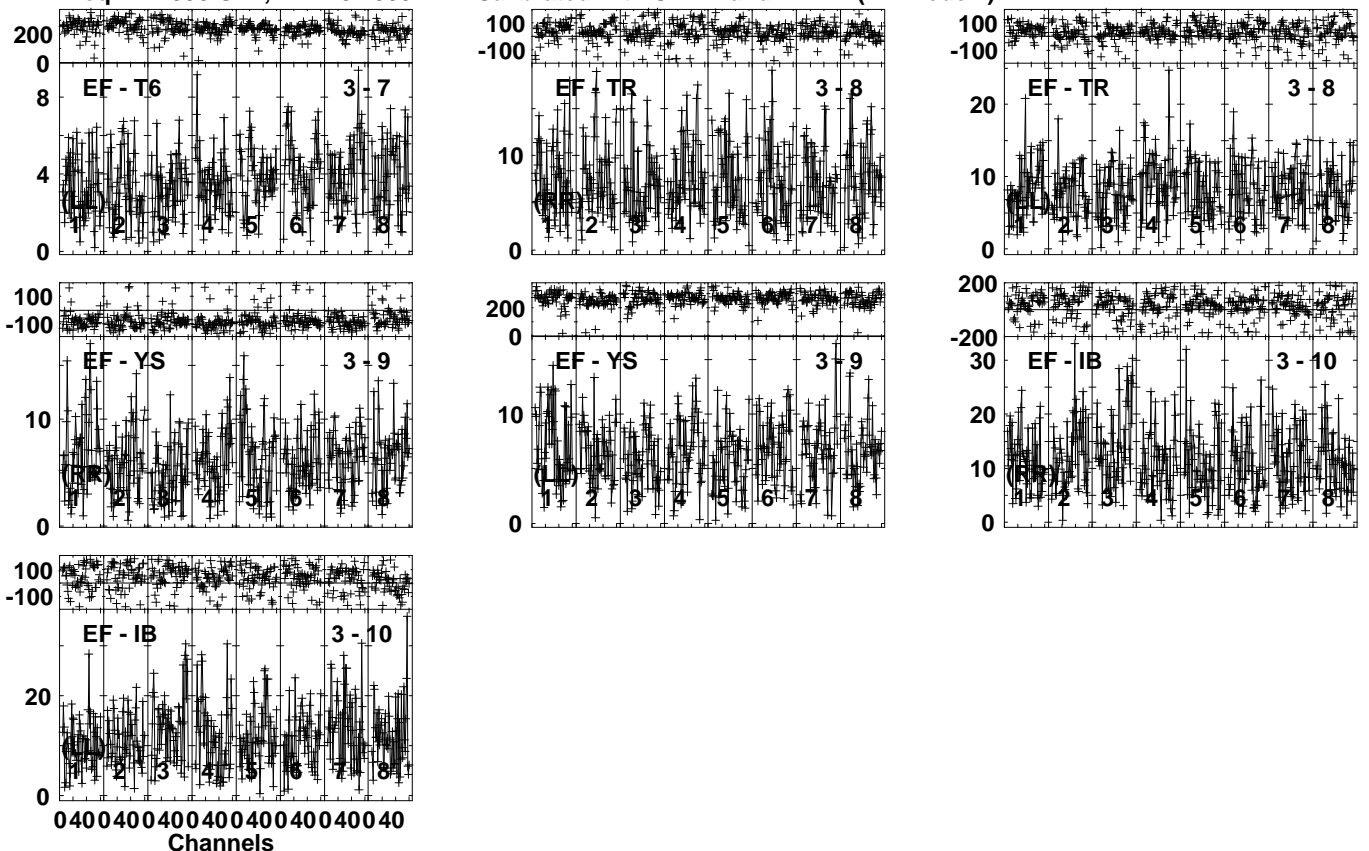 200
0
EF - T6 3 - 7
8
4
0
(LL)
1 2 3 4 5 6 7 8
100
-100
EF - TR 3 - 8
10
0
(RR)
1 2 3 4 5 6 7 8
100
-100
EF - TR 3 - 8
20
10
0
(LL)
1 2 3 4 5 6 7 8
100
-100
EF - YS 3 - 9
10
0
(RR)
1 2 3 4 5 6 7 8
200
0
EF - YS 3 - 9
10
0
(LL)
1 2 3 4 5 6 7 8
200
-200
EF - IB 3 - 10
30
20
10
0
(RR)
1 2 3 4 5 6 7 8
100
-100
EF - IB 3 - 10
20
0
(LL)
1 2 3 4 5 6 7 8
0 40 0 40 0 40 0 40 0 40 0 40 0 40 0 40
Channels